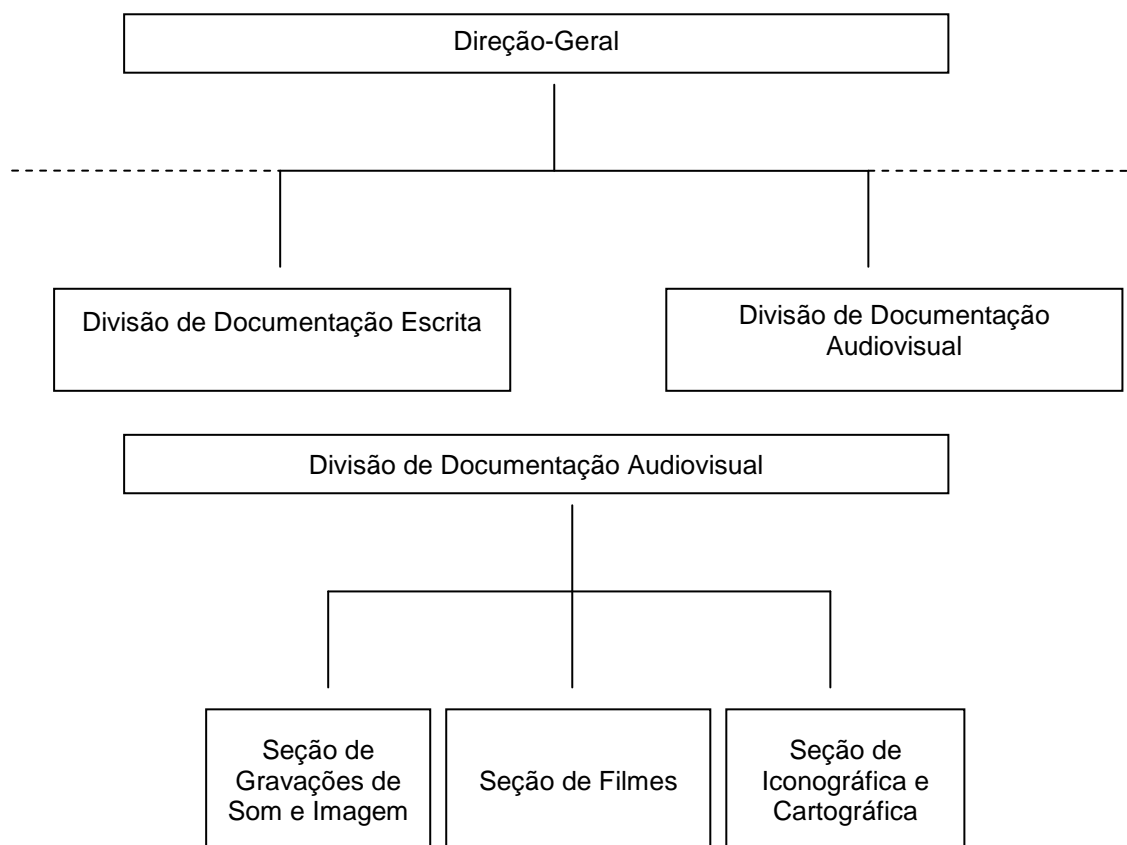 Direção-Geral
Divisão de Documentação Escrita
Divisão de Documentação
Audiovisual
Divisão de Documentação Audiovisual
Seção de
Gravações de
Som e Imagem
Seção de Filmes
Seção de
Iconográfica e
Cartográfica